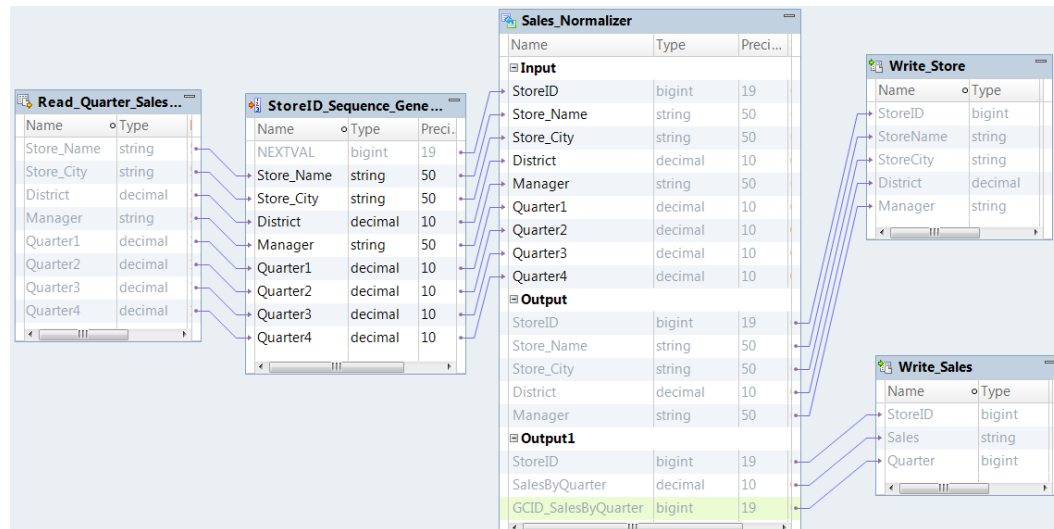 Read_Quarter_Sales...
Name Type
Store_Name string
Store_City string
District decimal
Manager string
Quarter1 decimal
Quarter2 decimal
Quarter3 decimal
Quarter4 decimal
StoreID_Sequence_Gene...
Name Type Preci.
NEXTVAL bigint 19
Store_Name string 50
Store_City string 50
District decimal 10
Manager string 50
Quarter1 decimal 10
Quarter2 decimal 10
Quarter3 decimal 10
Quarter4 decimal 10
Sales_Normalizer
Name Type Preci...
Input
StoreID bigint 19
Store_Name string 50
Store_City string 50
District decimal 10
Manager string 50
Quarter1 decimal 10
Quarter2 decimal 10
Quarter3 decimal 10
Quarter4 decimal 10
Output
StoreID bigint 19
Store_Name string 50
Store_City string 50
District decimal 10
Manager string 50
Output1
StoreID bigint 19
SalesByQuarter decimal 10
GCID_SalesByQuarter bigint 19
Write_Store
Name Type
StoreID bigint
StoreName string
StoreCity string
District decimal
Manager string
Write_Sales
Name Type
StoreID bigint
Sales string
Quarter bigint